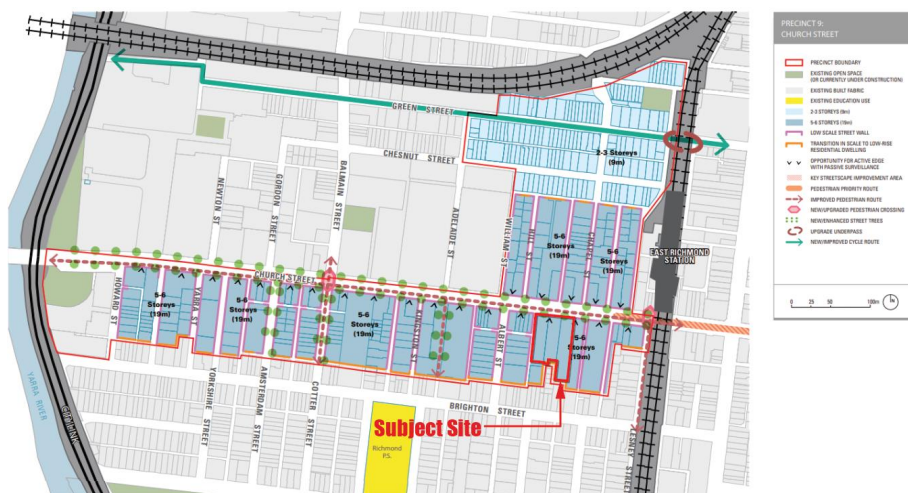 GREEN STREET
CHESNUT STREET
2-3 Storeys
(9m)
NEWTON ST
GORDON STREET
BALMAIN STREET
ADELAIDE ST
WILLIAM ST
HILL ST
5-6
Storeys
(19m)
5-6
Storeys
(19m)
EAST RICHMOND
STATION
CHURCH STREET
HOWARD ST
5-6
Storeys
(19m)
YARRA ST
5-6
Storeys
(19m)
5-6
Storeys
(19m)
ALBERT ST
5-6
Storeys
(19m)
YORKSHIRE STREET
AMSTERDAM STREET
COTTER STREET
BRIGHTON STREET
YARRA RIVER
Subject Site
Richmond
P.S.
PRECINCT 9:
CHURCH STREET
PRECINCT BOUNDARY
EXISTING OPEN SPACE
(OR CURRENTLY UNDER CONSTRUCTION)
EXISTING BUILT FABRIC
EXISTING EDUCATION USE
2-3 STOREYS (9m)
5-6 STOREYS (19m)
LOW SCALE STREET WALL
TRANSITION IN SCALE TO LOW-RISE
RESIDENTIAL DWELLING
OPPORTUNITY FOR ACTIVE EDGE
WITH PASSIVE SURVEILLANCE
KEY STREETSCAPE IMPROVEMENT AREA
PEDESTRIAN PRIORITY ROUTE
IMPROVED PEDESTRIAN ROUTE
NEW/UPGRADED PEDESTRIAN CROSSING
NEW/ENHANCED STREET TREES
UPGRADE UNDERPASS
NEW/IMPROVED CYCLE ROUTE
0 25 50 100m